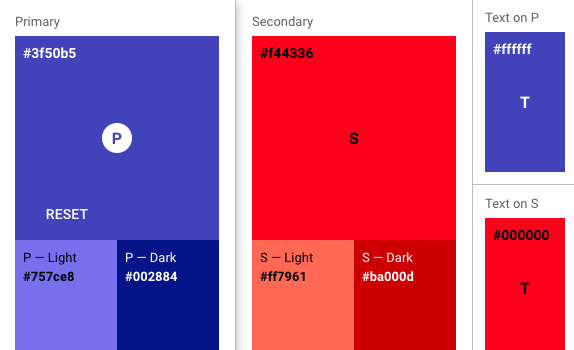 Primary
#3f50b5
P
RESET
P — Light
#757ce8
P — Dark
#002884
Secondary
#f44336
S
S — Light
#ff7961
S — Dark
#ba000d
Text on P
#ffffff
T
Text on S
#000000
T